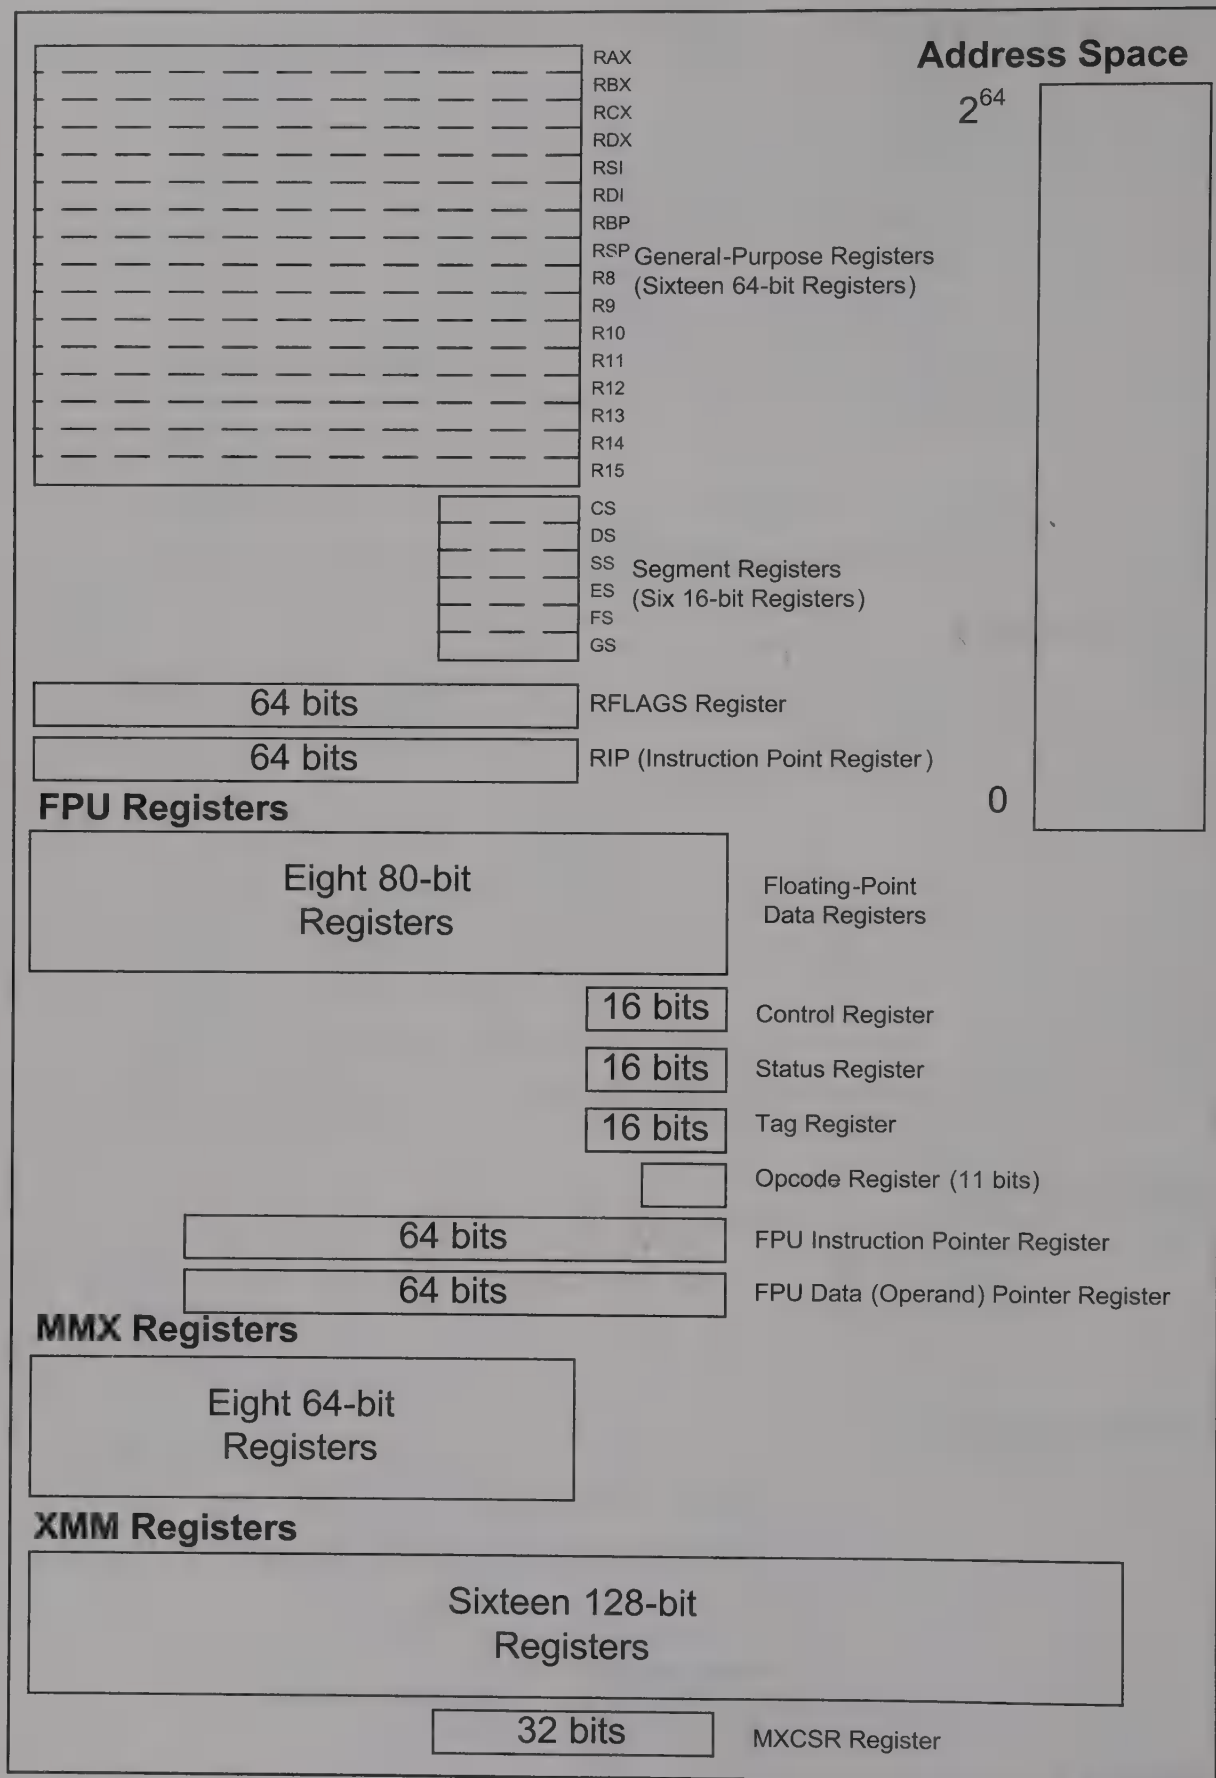 Address Space
2^64
0
RAX
RBX
RCX
RDX
RSI
RDI
RBP
RSP
R8
R9
R10
R11
R12
R13
R14
R15
General-Purpose Registers
(Sixteen 64-bit Registers)
CS
DS
SS
ES
FS
GS
Segment Registers
(Six 16-bit Registers)
64 bits
RFLAGS Register
64 bits
RIP (Instruction Point Register)
FPU Registers
Eight 80-bit
Registers
Floating-Point
Data Registers
16 bits
Control Register
16 bits
Status Register
16 bits
Tag Register
Opcode Register (11 bits)
64 bits
FPU Instruction Pointer Register
64 bits
FPU Data (Operand) Pointer Register
MMX Registers
Eight 64-bit
Registers
XMM Registers
Sixteen 128-bit
Registers
32 bits
MXCSR Register